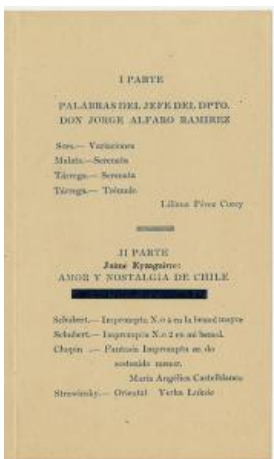 I PARTE
PALABRAS DEL JEFE DEL DPTO.
DON JORGE ALFARO RAMIREZ
Sors.— Variaciones
Malats.—Serenata
Tárrega.— Serenata
Tárrega.— Trémolo
Liliana Pérez Corey
II PARTE
Jaime Eyzaguirre:
AMOR Y NOSTALGIA DE CHILE
Schubert.— Impromptu N.o 4 en la bemol mayor
Schubert.— Impromptu N.o 2 en mi bemol.
Chopin .— Fantasía Impromptu en do
sostenido menor.
María Angélica Castelblanco
Strawinsky.— Oriental Yerka Luksic